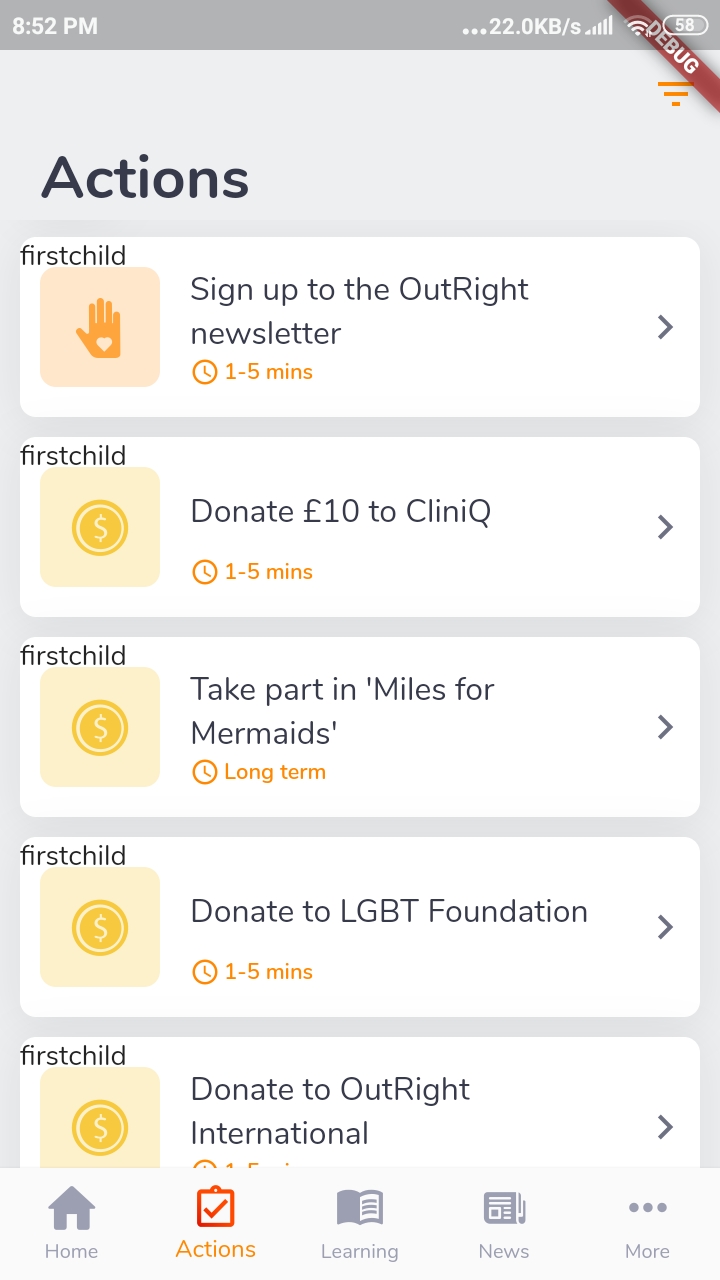 8:52 PM
...22.0KB/s
58
DEBUG
Actions
firstchild
Sign up to the OutRight
newsletter
1-5 mins
firstchild
Donate £10 to CliniQ
1-5 mins
firstchild
Take part in 'Miles for
Mermaids'
Long term
firstchild
Donate to LGBT Foundation
1-5 mins
firstchild
Donate to OutRight
International
Home
Actions
Learning
News
More